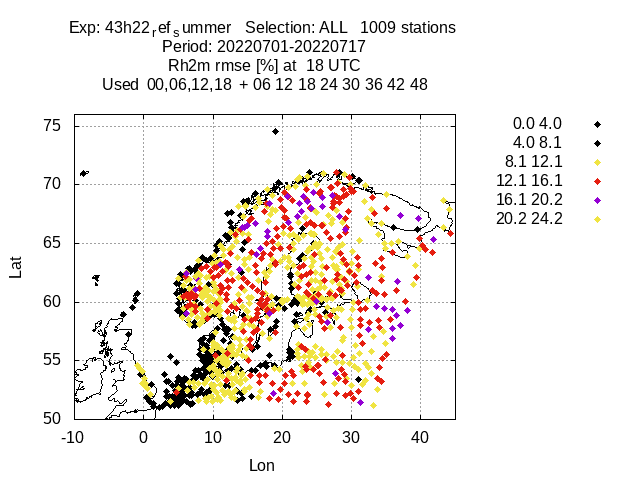 Exp: 43h22refsummer Selection: ALL 1009 stations
Period: 20220701-20220717
Rh2m rmse [%] at 18 UTC
Used 00,06,12,18 + 06 12 18 24 30 36 42 48
0.0 4.0
4.0 8.1
8.1 12.1
12.1 16.1
16.1 20.2
20.2 24.2
75
70
65
60
55
50
Lat
-10 0 10 20 30 40
Lon